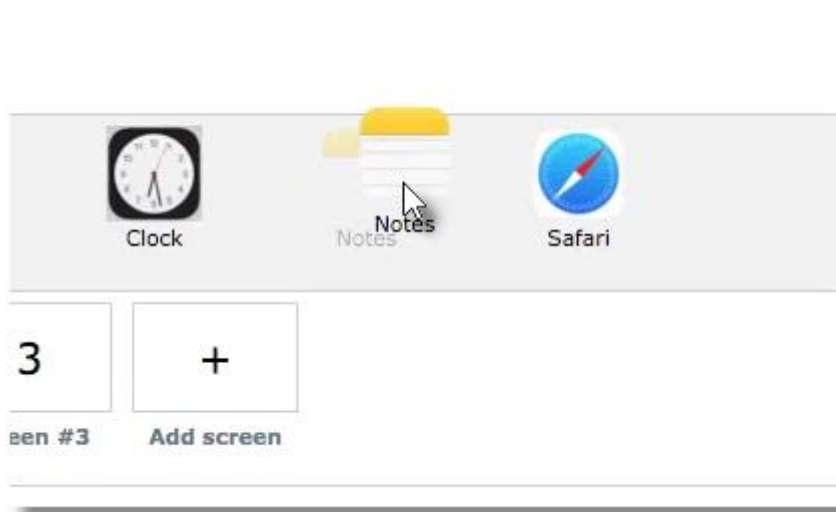 Clock
Notes
Notes
Safari
3
+
een #3
Add screen